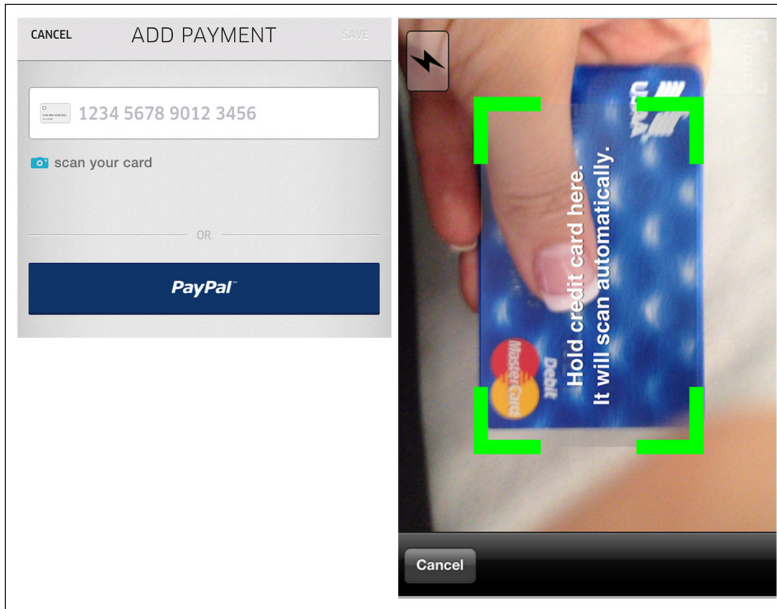 CANCEL
ADD PAYMENT
SAVE
1234 5678 9012 3456
scan your card
OR
PayPal
USAA
Hold credit card here.
It will scan automatically.
Debit
MasterCard
Cancel